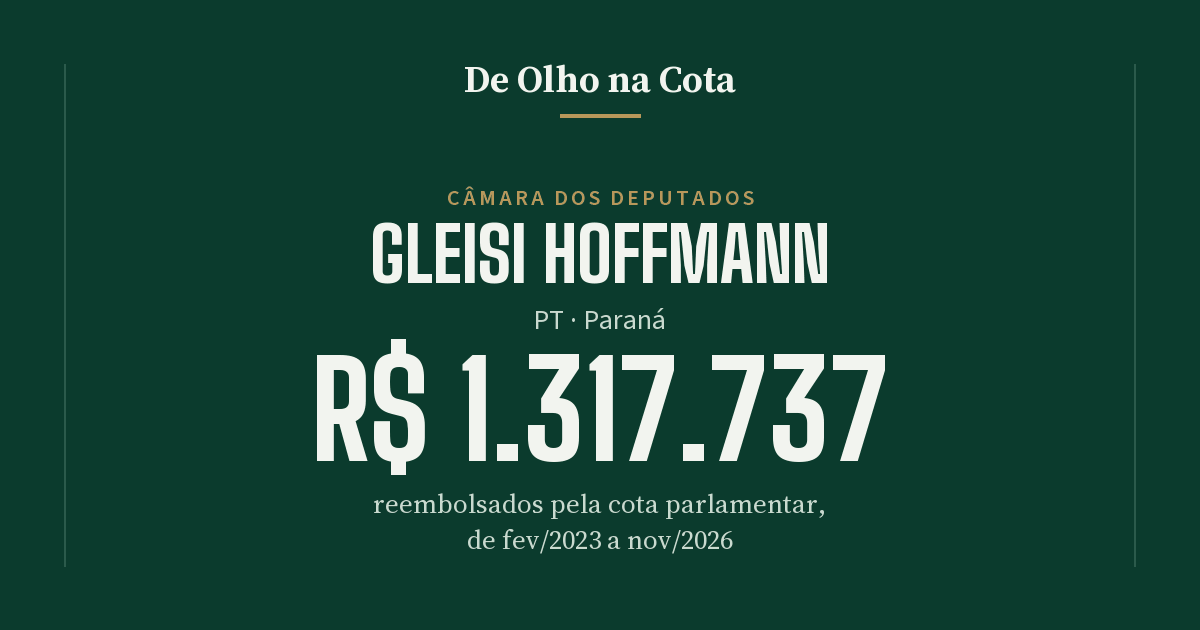 De Olho na Cota
CÂMARA DOS DEPUTADOS
GLEISI HOFFMANN
PT · Paraná
R$ 1.317.737
reembolsados pela cota parlamentar,
de fev/2023 a nov/2026